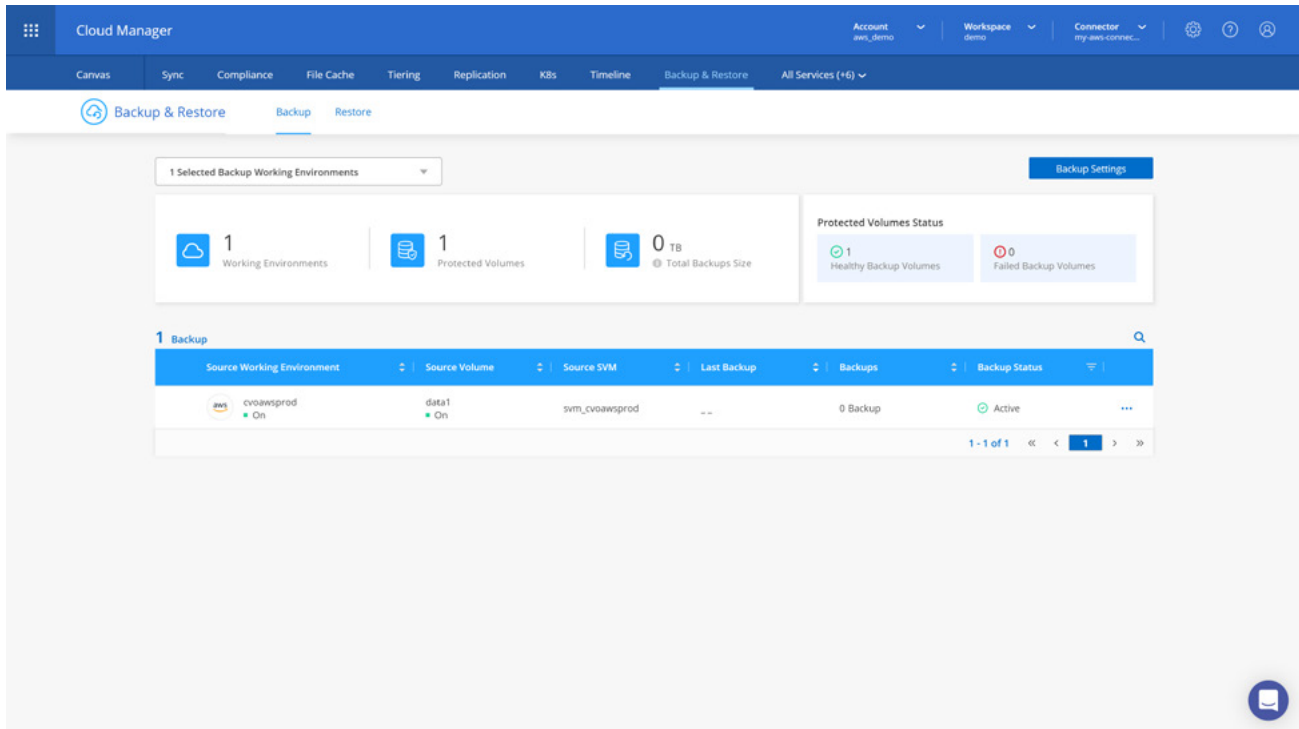 Cloud Manager
Account
aws_demo
Workspace
demo
Connector
my-aws-connec...
Canvas Sync Compliance File Cache Tiering Replication K8s Timeline Backup & Restore All Services (+6)
Backup & Restore Backup Restore
1 Selected Backup Working Environments
Backup Settings
1
Working Environments
1
Protected Volumes
0 TB
Total Backups Size
Protected Volumes Status
1
Healthy Backup Volumes
0
Failed Backup Volumes
1 Backup
Source Working Environment Source Volume Source SVM Last Backup Backups Backup Status
aws
cvoawsprod
On
data1
On
svm_cvoawsprod
_ _
0 Backup
Active
...
1 - 1 of 1 « < 1 > »